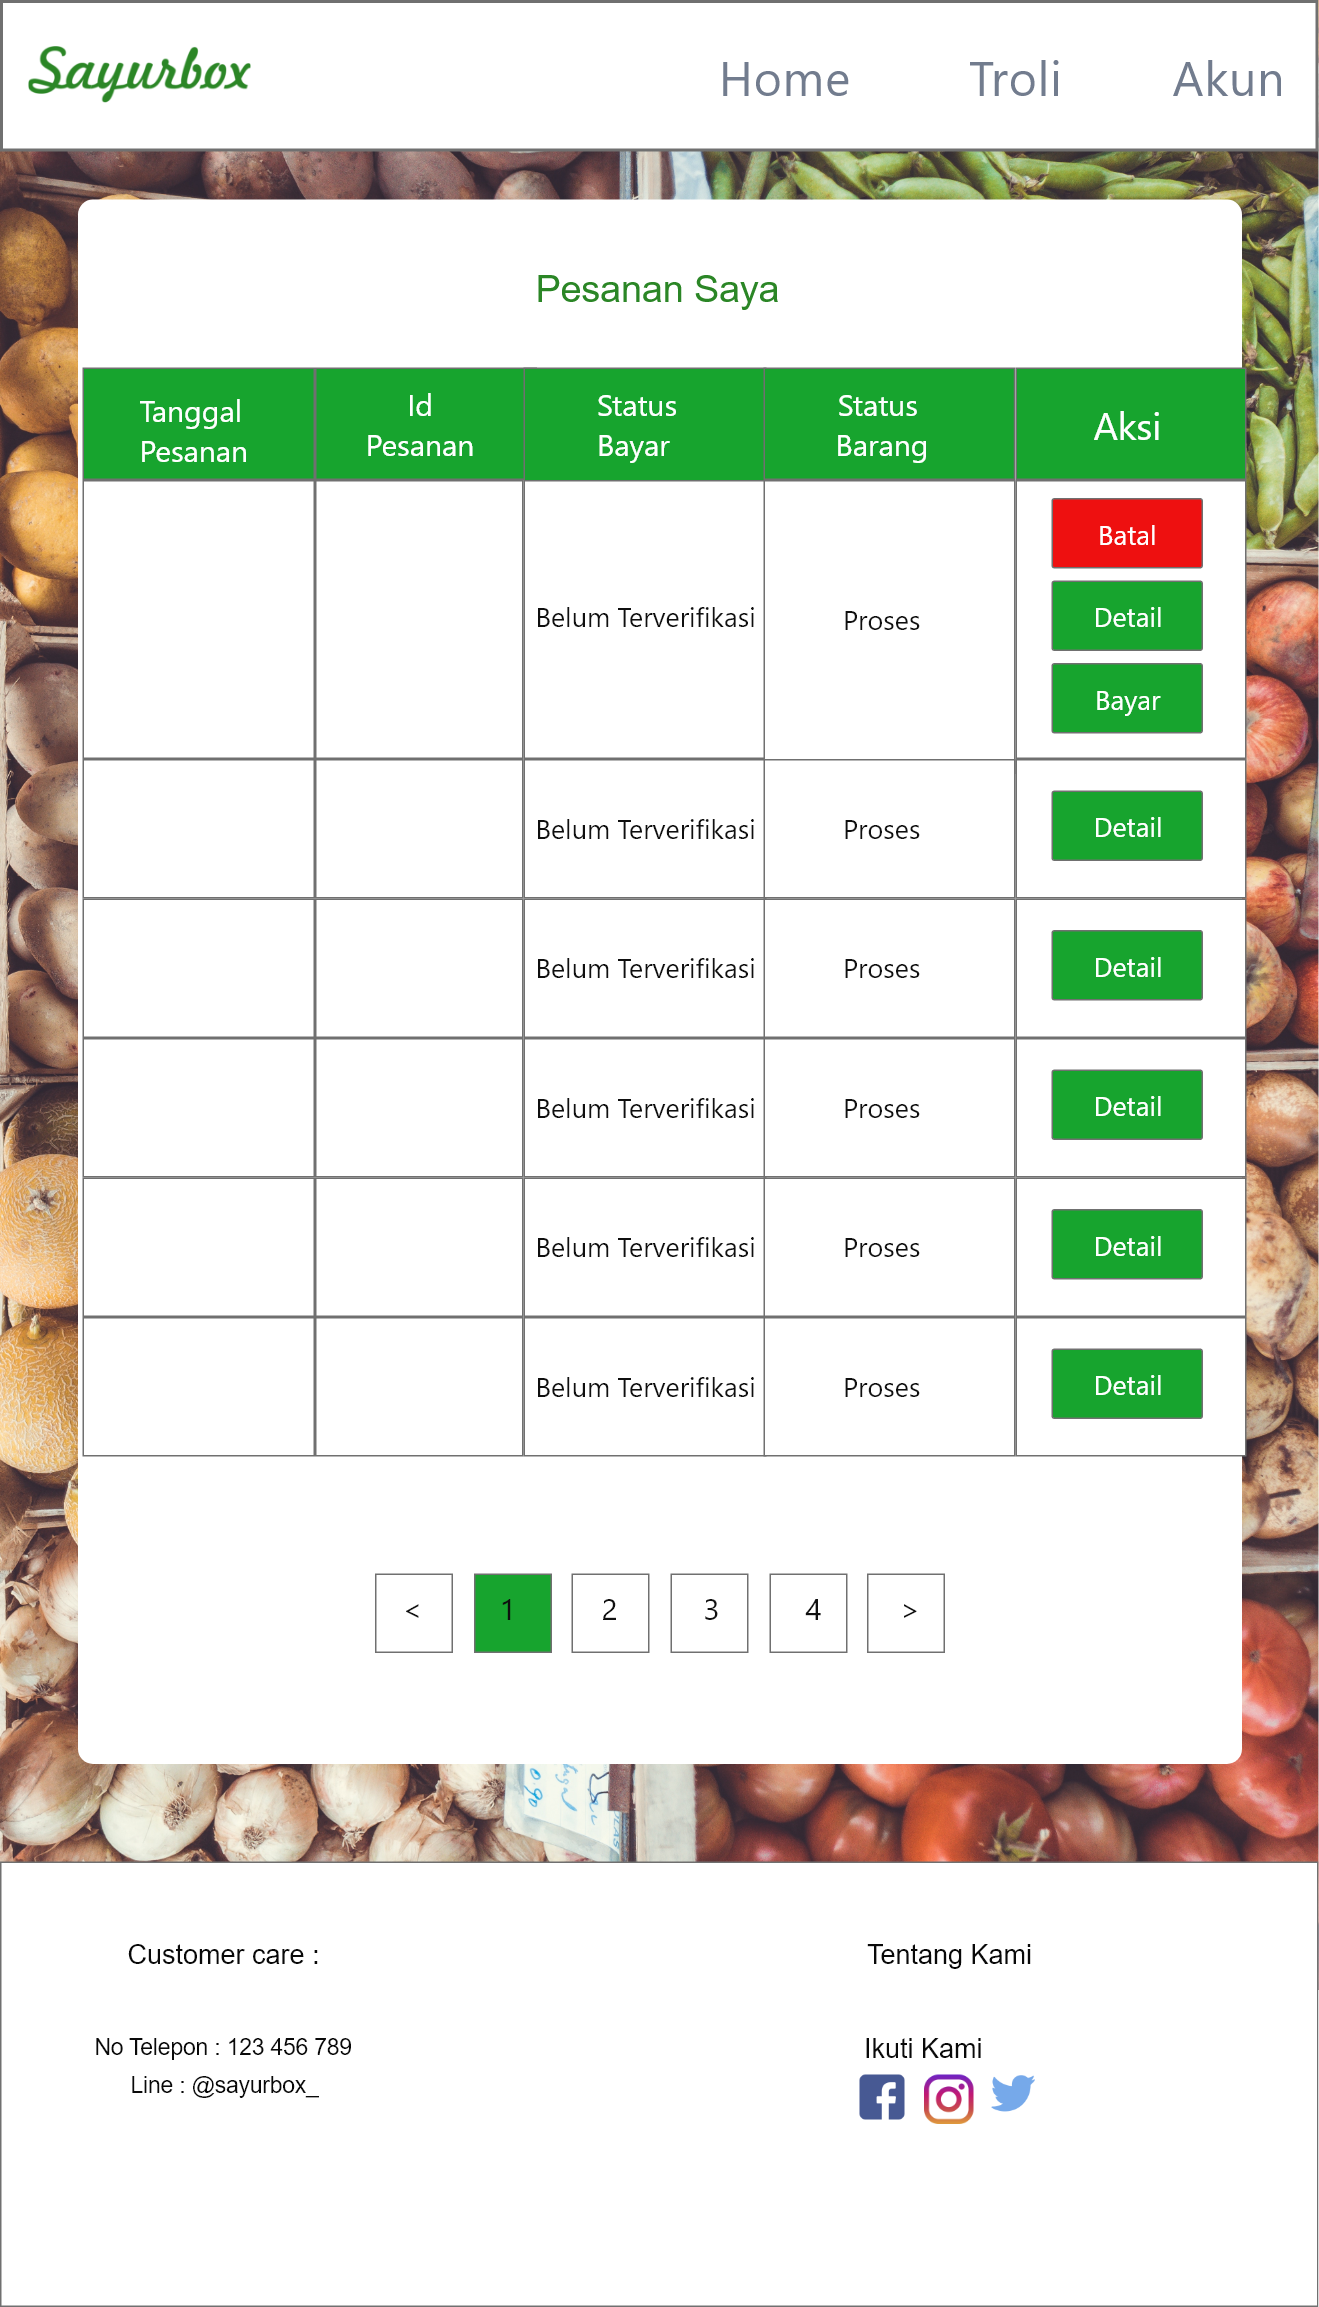 Sayurbox
Home
Troli
Akun
Pesanan Saya
Tanggal
Pesanan
Id
Pesanan
Status
Bayar
Status
Barang
Aksi
Belum Terverifikasi
Proses
Batal
Detail
Bayar
Belum Terverifikasi
Proses
Detail
Belum Terverifikasi
Proses
Detail
Belum Terverifikasi
Proses
Detail
Belum Terverifikasi
Proses
Detail
Belum Terverifikasi
Proses
Detail
<
1
2
3
4
>
Customer care :
No Telepon : 123 456 789
Line : @sayurbox_
Tentang Kami
Ikuti Kami